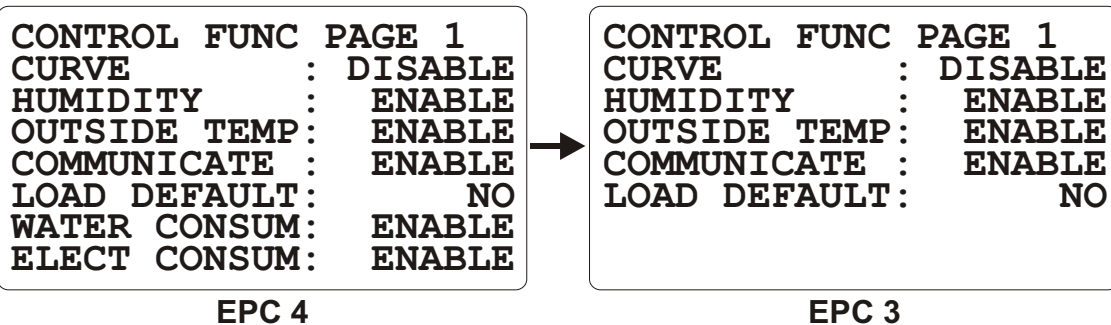 CONTROL FUNC PAGE 1
CURVE : DISABLE
HUMIDITY : ENABLE
OUTSIDE TEMP: ENABLE
COMMUNICATE : ENABLE
LOAD DEFAULT: NO
WATER CONSUM: ENABLE
ELECT CONSUM: ENABLE
EPC 4
CONTROL FUNC PAGE 1
CURVE : DISABLE
HUMIDITY : ENABLE
OUTSIDE TEMP: ENABLE
COMMUNICATE : ENABLE
LOAD DEFAULT: NO
EPC 3